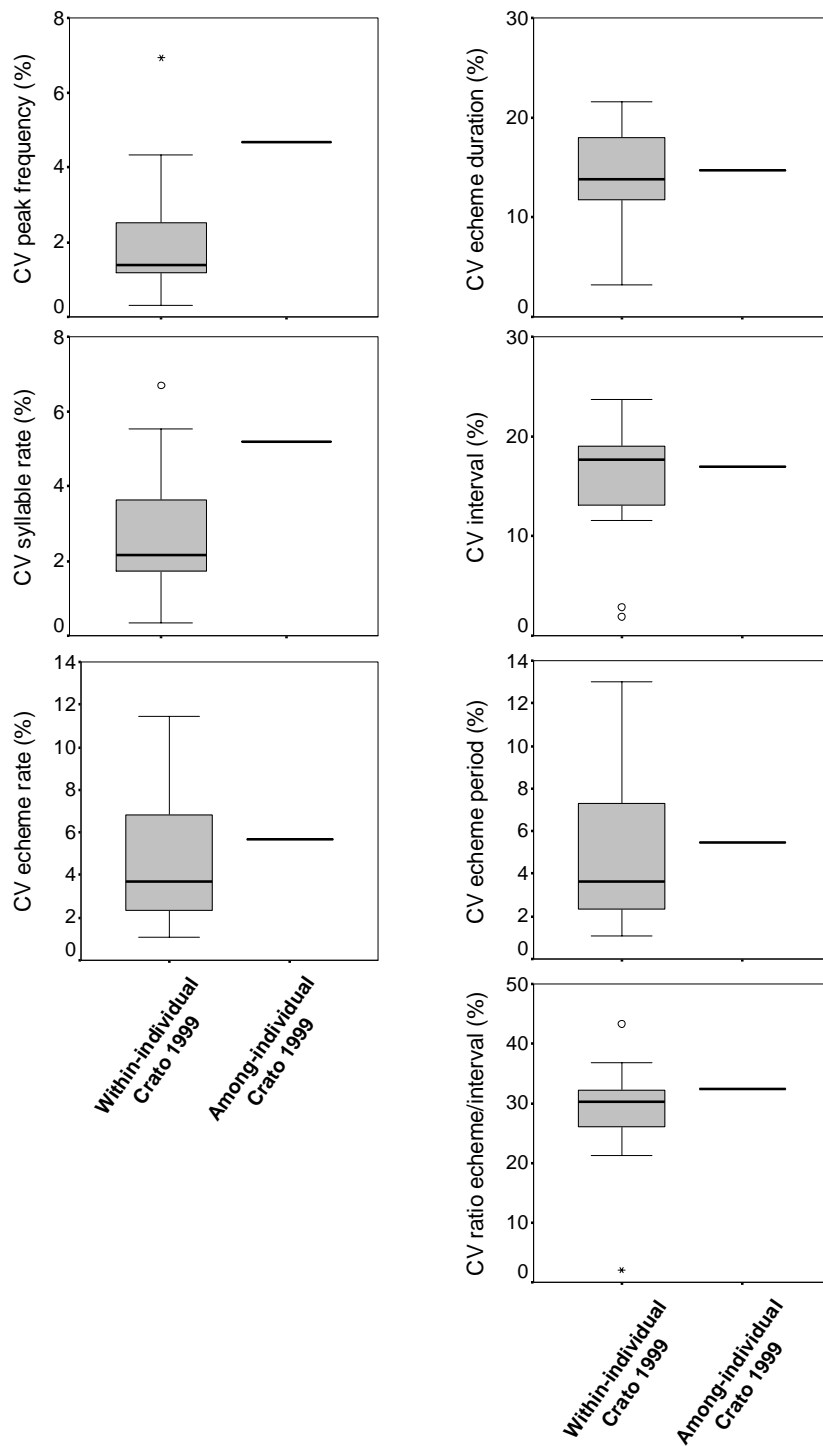 CV peak frequency (%)
8
6
4
2
0
CV echeme duration (%)
30
20
10
0
CV syllable rate (%)
8
6
4
2
0
CV interval (%)
30
20
10
0
CV echeme rate (%)
14
12
10
8
6
4
2
0
CV echeme period (%)
14
12
10
8
6
4
2
0
Within-individual
Crato 1999
Among-individual
Crato 1999
CV ratio echeme/interval (%)
50
40
30
20
10
0
Within-individual
Crato 1999
Among-individual
Crato 1999